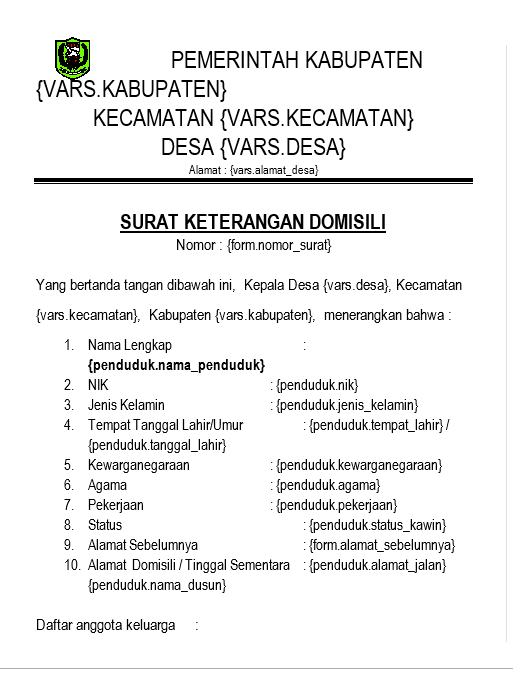 PEMERINTAH KABUPATEN
{VARS.KABUPATEN}
KECAMATAN {VARS.KECAMATAN}
DESA {VARS.DESA}
Alamat : {vars.alamat_desa}
SURAT KETERANGAN DOMISILI
Nomor : {form.nomor_surat}
Yang bertanda tangan dibawah ini, Kepala Desa {vars.desa}, Kecamatan
{vars.kecamatan}, Kabupaten {vars.kabupaten}, menerangkan bahwa :
1. Nama Lengkap :
{penduduk.nama_penduduk}
2. NIK : {penduduk.nik}
3. Jenis Kelamin : {penduduk.jenis_kelamin}
4. Tempat Tanggal Lahir/Umur : {penduduk.tempat_lahir} /
{penduduk.tanggal_lahir}
5. Kewarganegaraan : {penduduk.kewarganegaraan}
6. Agama : {penduduk.agama}
7. Pekerjaan : {penduduk.pekerjaan}
8. Status : {penduduk.status_kawin}
9. Alamat Sebelumnya : {form.alamat_sebelumnya}
10. Alamat Domisili / Tinggal Sementara : {penduduk.alamat_jalan}
{penduduk.nama_dusun}
Daftar anggota keluarga :